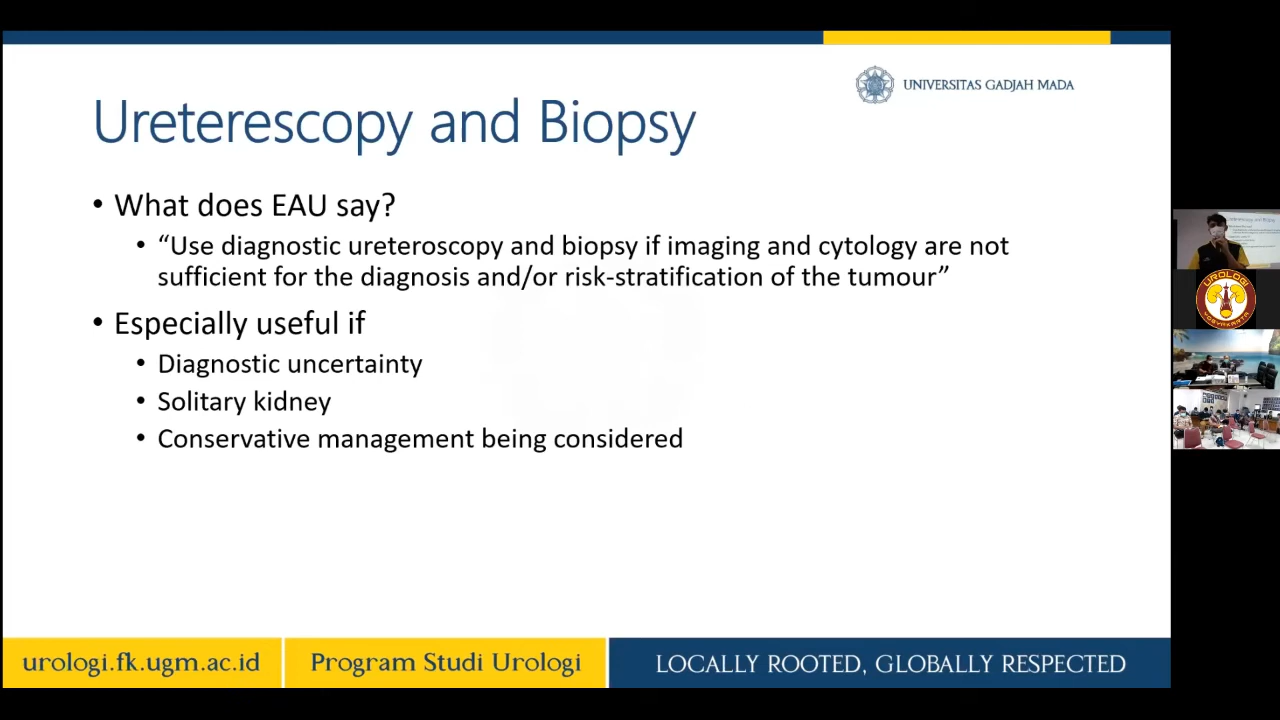 UNIVERSITAS GADJAH MADA
Ureterescopy and Biopsy
• What does EAU say?
• “Use diagnostic ureteroscopy and biopsy if imaging and cytology are not
sufficient for the diagnosis and/or risk-stratification of the tumour”
• Especially useful if
• Diagnostic uncertainty
• Solitary kidney
• Conservative management being considered
urologi.fk.ugm.ac.id
Program Studi Urologi
LOCALLY ROOTED, GLOBALLY RESPECTED
UROLOGI
YOGYAKARTA